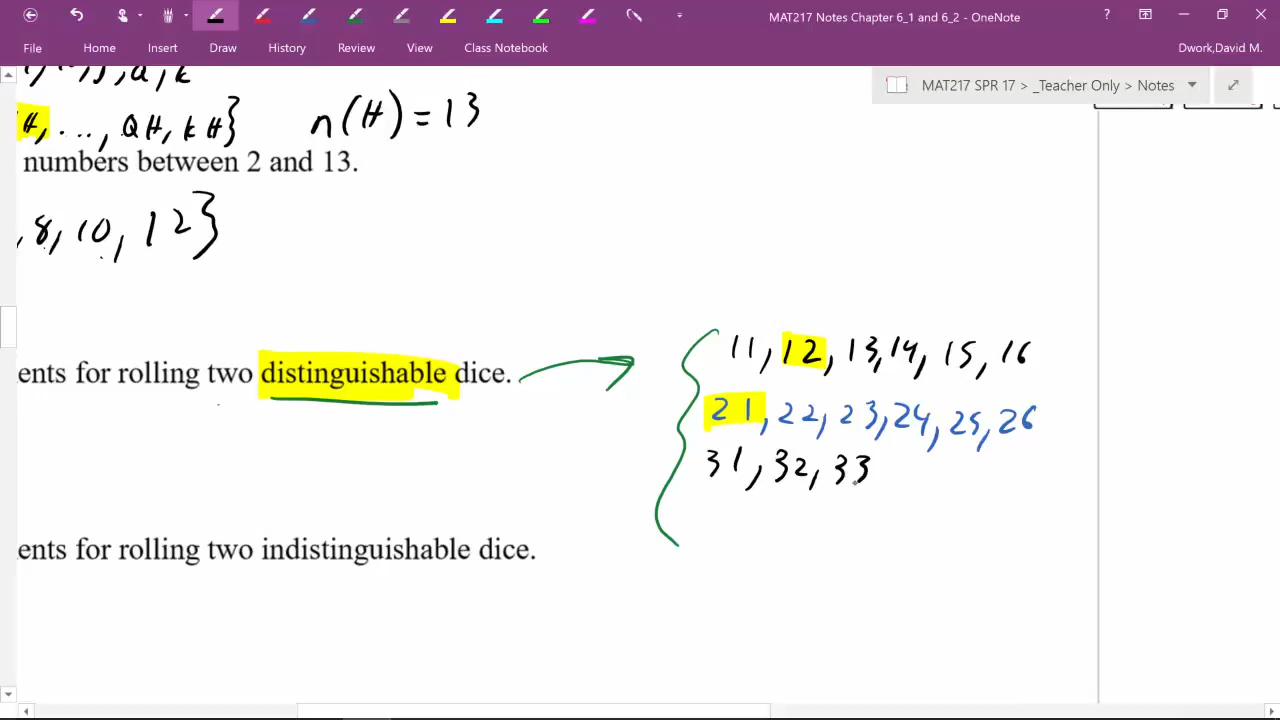 MAT217 Notes Chapter 6_1 and 6_2 - OneNote
File Home Insert Draw History Review View Class Notebook
Dwork,David M.
MAT217 SPR 17 > _Teacher Only > Notes
, Q, K
H, ..., QH, KH} n(H) = 13
numbers between 2 and 13.
, 8, 10, 12}
11, 12, 13, 14, 15, 16
ents for rolling two distinguishable dice.
21, 22, 23, 24, 25, 26
31, 32, 33
ents for rolling two indistinguishable dice.